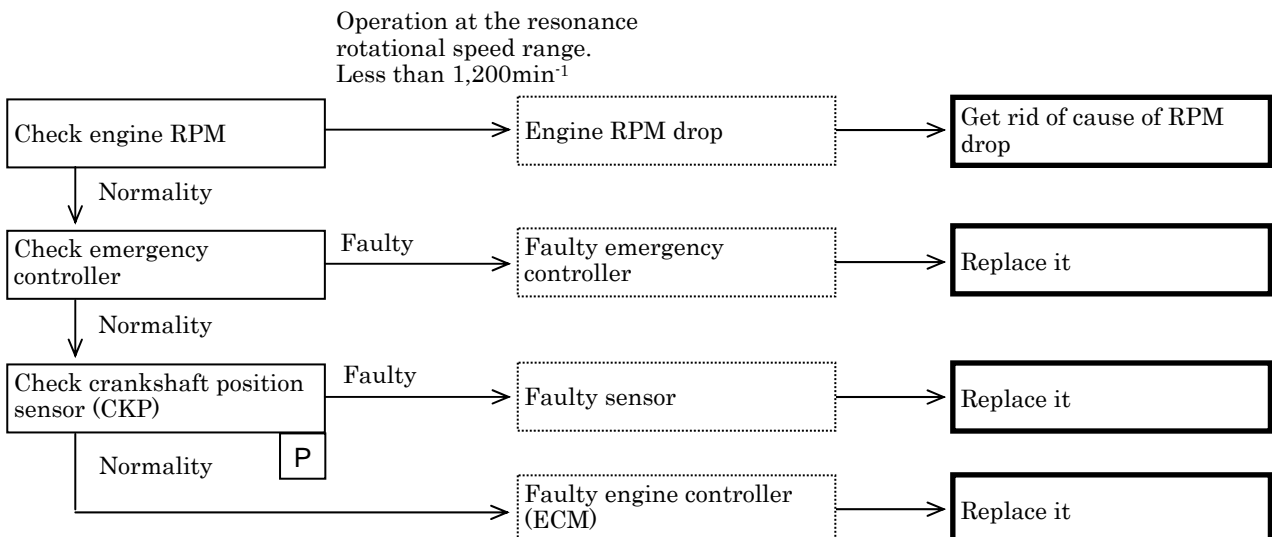 Operation at the resonance
rotational speed range.
Less than 1,200min⁻¹
Check engine RPM
Engine RPM drop
Get rid of cause of RPM
drop
Normality
Check emergency
controller
Faulty
Faulty emergency
controller
Replace it
Normality
Check crankshaft position
sensor (CKP)
Faulty
Faulty sensor
Replace it
P
Normality
Faulty engine controller
(ECM)
Replace it